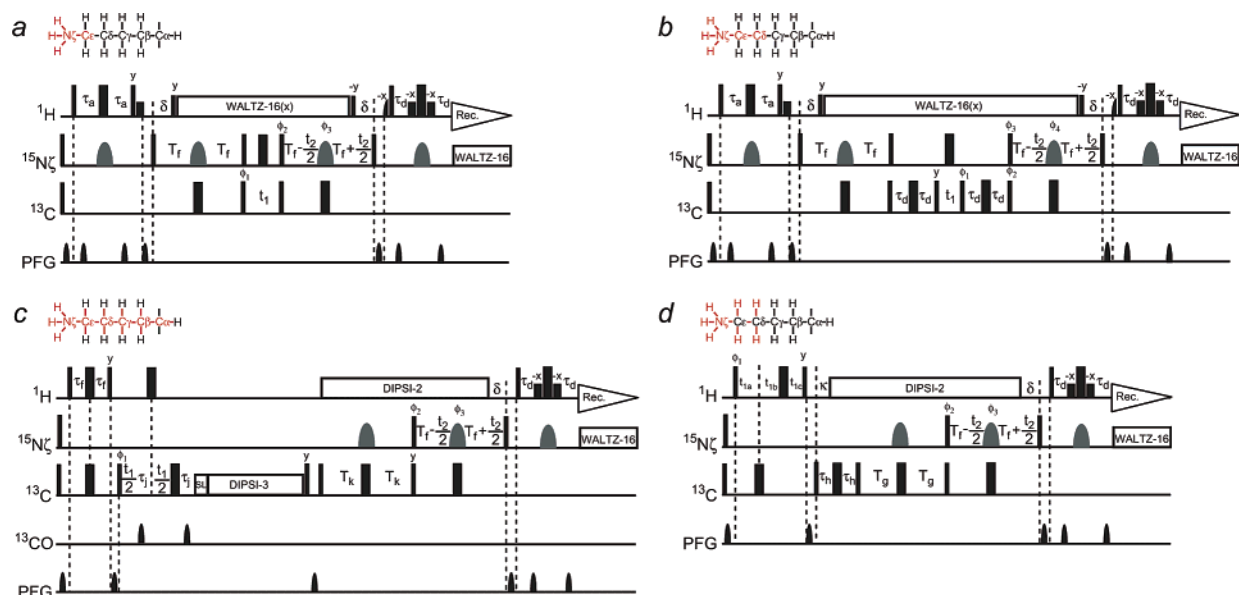 a
H H H H H
H-Nζ-Cε-Cδ-Cγ-Cβ-Cα-H
H H H H H
y δ y -y δ -x -x -x
¹H τa τa WALTZ-16(x) τd τd Rec.
ϕ2 ϕ3
¹⁵Nζ Tf Tf Tf- t2/2 Tf+ t2/2 WALTZ-16
ϕ1
¹³C t1
PFG
b
H H H H H
H-Nζ-Cε-Cδ-Cγ-Cβ-Cα-H
H H H H H
y δ y -y δ -x -x -x
¹H τa τa WALTZ-16(x) τd τd Rec.
ϕ3 ϕ4
¹⁵Nζ Tf Tf Tf- t2/2 Tf+ t2/2 WALTZ-16
y ϕ1 ϕ2
¹³C τd τd t1 τd τd
PFG
c
H H H H H
H-Nζ-Cε-Cδ-Cγ-Cβ-Cα-H
H H H H H
y -x -x
¹H τf τf DIPSI-2 δ τd τd Rec.
ϕ2 ϕ3
¹⁵Nζ Tf- t2/2 Tf+ t2/2 WALTZ-16
ϕ1 y y
¹³C t1/2 τj t1/2 τj SL DIPSI-3 Tk Tk
¹³CO
PFG
d
H H H H H
H-Nζ-Cε-Cδ-Cγ-Cβ-Cα-H
H H H H H
ϕ1 y -x -x
¹H t1a t1b t1c κ DIPSI-2 δ τd τd Rec.
ϕ2 ϕ3
¹⁵Nζ Tf- t2/2 Tf+ t2/2 WALTZ-16
¹³C τh τh Tg Tg
PFG